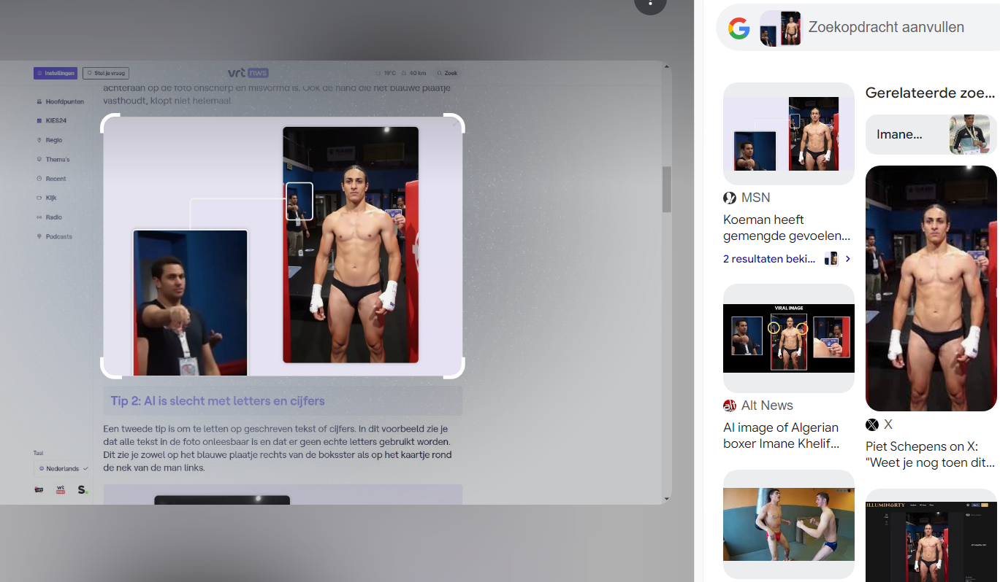 Instellingen
Stel je vraag
vrt nws
19°C
40 km
Zoek
Hoofdpunten
KIES24
Regio
Thema's
Recent
Kijk
Radio
Podcasts
Taal
Nederlands
achteraan op de foto onscherp en misvormd is. Ook de hand die het blauwe plaatje
vasthoudt, klopt niet helemaal.
Tip 2: AI is slecht met letters en cijfers
Een tweede tip is om te letten op geschreven tekst of cijfers. In dit voorbeeld zie je
dat alle tekst in de foto onleesbaar is en dat er geen echte letters gebruikt worden.
Dit zie je zowel op het blauwe plaatje rechts van de boksster als op het kaartje rond
de nek van de man links.
Zoekopdracht aanvullen
MSN
Koeman heeft
gemengde gevoelen...
2 resultaten beki...
VIRAL IMAGE
alt
Alt News
AI image of Algerian
boxer Imane Khelif...
Gerelateerde zoe...
Imane...
X
Piet Schepens on X:
"Weet je nog toen dit...
ILLUMINARTY